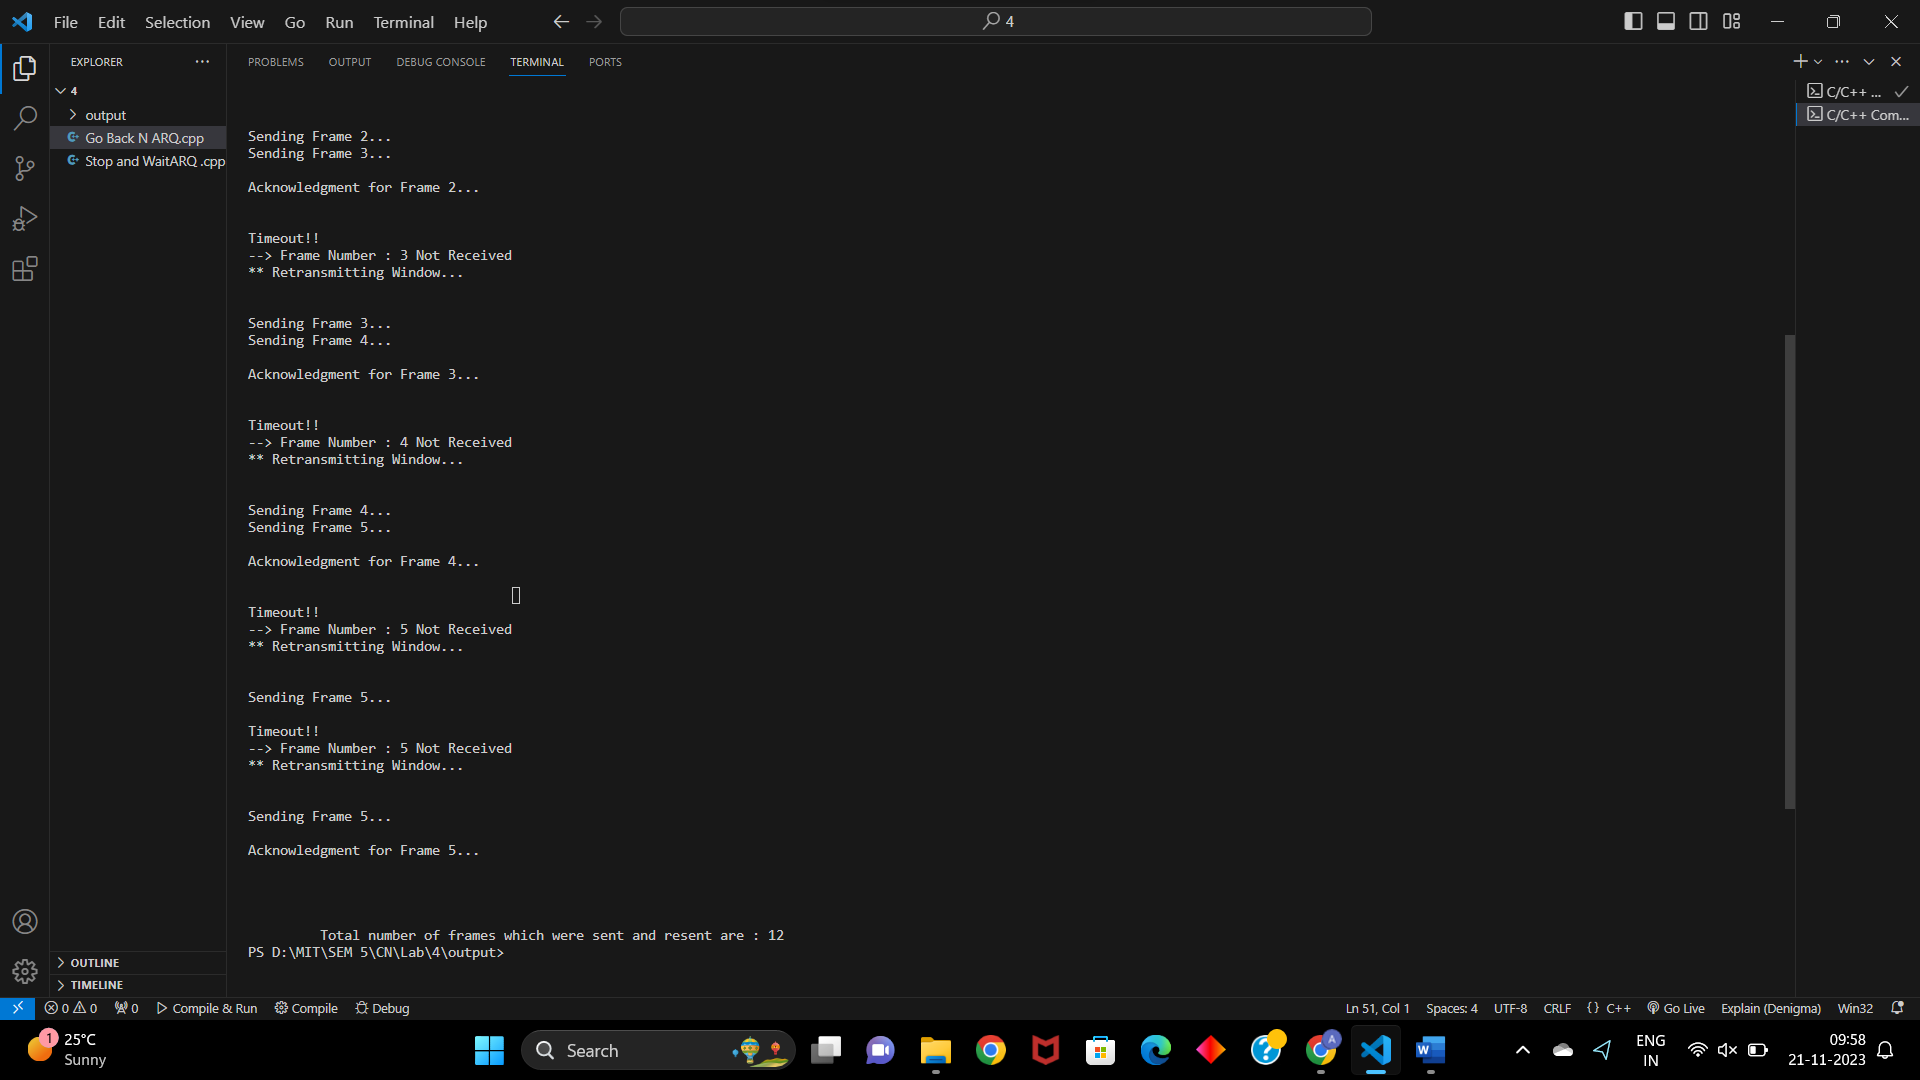 File Edit Selection View Go Run Terminal Help
4
EXPLORER
PROBLEMS OUTPUT DEBUG CONSOLE TERMINAL PORTS
4
output
Go Back N ARQ.cpp
Stop and WaitARQ .cpp
C/C++ ...
C/C++ Com...
Sending Frame 2...
Sending Frame 3...
Acknowledgment for Frame 2...
Timeout!!
--> Frame Number : 3 Not Received
** Retransmitting Window...
Sending Frame 3...
Sending Frame 4...
Acknowledgment for Frame 3...
Timeout!!
--> Frame Number : 4 Not Received
** Retransmitting Window...
Sending Frame 4...
Sending Frame 5...
Acknowledgment for Frame 4...
Timeout!!
--> Frame Number : 5 Not Received
** Retransmitting Window...
Sending Frame 5...
Timeout!!
--> Frame Number : 5 Not Received
** Retransmitting Window...
Sending Frame 5...
Acknowledgment for Frame 5...
Total number of frames which were sent and resent are : 12
PS D:\MIT\SEM 5\CN\Lab\4\output>
OUTLINE
TIMELINE
0 0 0 Compile & Run Compile Debug
Ln 51, Col 1 Spaces: 4 UTF-8 CRLF {} C++ Go Live Explain (Denigma) Win32
1
25°C
Sunny
Search
A
W
ENG
IN
09:58
21-11-2023